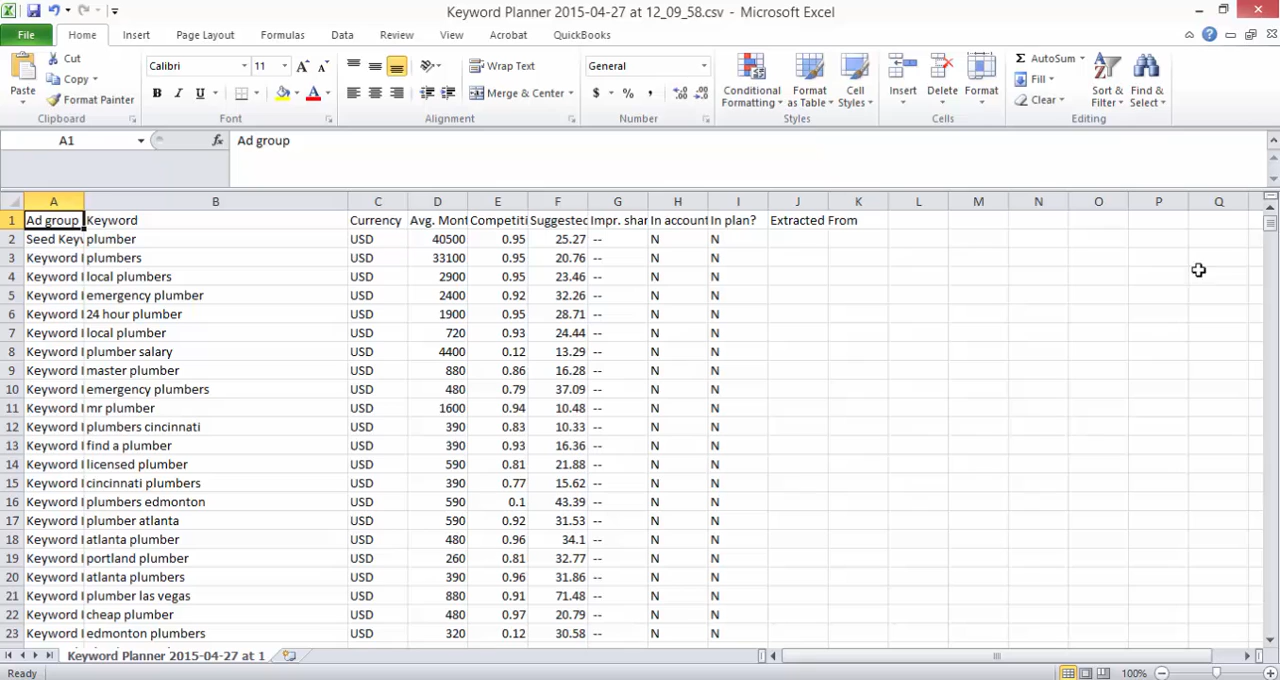 Keyword Planner 2015-04-27 at 12_09_58.csv - Microsoft Excel
File Home Insert Page Layout Formulas Data Review View Acrobat QuickBooks
Paste Cut Copy Format Painter Clipboard
Calibri 11 A A B I U A Font
Wrap Text Merge & Center Alignment
General $ % , Number
Conditional Formatting Format as Table Cell Styles Styles
Insert Delete Format Cells
Σ AutoSum Fill Clear Sort & Filter Find & Select Editing
A1 fx Ad group
A B C D E F G H I J K L M N O P Q
1 Ad group Keyword Currency Avg. Mont Competiti Suggested Impr. shar In account In plan? Extracted From
2 Seed Keyv plumber USD 40500 0.95 25.27 -- N N
3 Keyword I plumbers USD 33100 0.95 20.76 -- N N
4 Keyword I local plumbers USD 2900 0.95 23.46 -- N N
5 Keyword I emergency plumber USD 2400 0.92 32.26 -- N N
6 Keyword I 24 hour plumber USD 1900 0.95 28.71 -- N N
7 Keyword I local plumber USD 720 0.93 24.44 -- N N
8 Keyword I plumber salary USD 4400 0.12 13.29 -- N N
9 Keyword I master plumber USD 880 0.86 16.28 -- N N
10 Keyword I emergency plumbers USD 480 0.79 37.09 -- N N
11 Keyword I mr plumber USD 1600 0.94 10.48 -- N N
12 Keyword I plumbers cincinnati USD 390 0.83 10.33 -- N N
13 Keyword I find a plumber USD 390 0.93 16.36 -- N N
14 Keyword I licensed plumber USD 590 0.81 21.88 -- N N
15 Keyword I cincinnati plumbers USD 390 0.77 15.62 -- N N
16 Keyword I plumbers edmonton USD 590 0.1 43.39 -- N N
17 Keyword I plumber atlanta USD 590 0.92 31.53 -- N N
18 Keyword I atlanta plumber USD 480 0.96 34.1 -- N N
19 Keyword I portland plumber USD 260 0.81 32.77 -- N N
20 Keyword I atlanta plumbers USD 390 0.96 31.86 -- N N
21 Keyword I plumber las vegas USD 880 0.91 71.48 -- N N
22 Keyword I cheap plumber USD 480 0.97 20.79 -- N N
23 Keyword I edmonton plumbers USD 320 0.12 30.58 -- N N
Keyword Planner 2015-04-27 at 1
Ready 100%